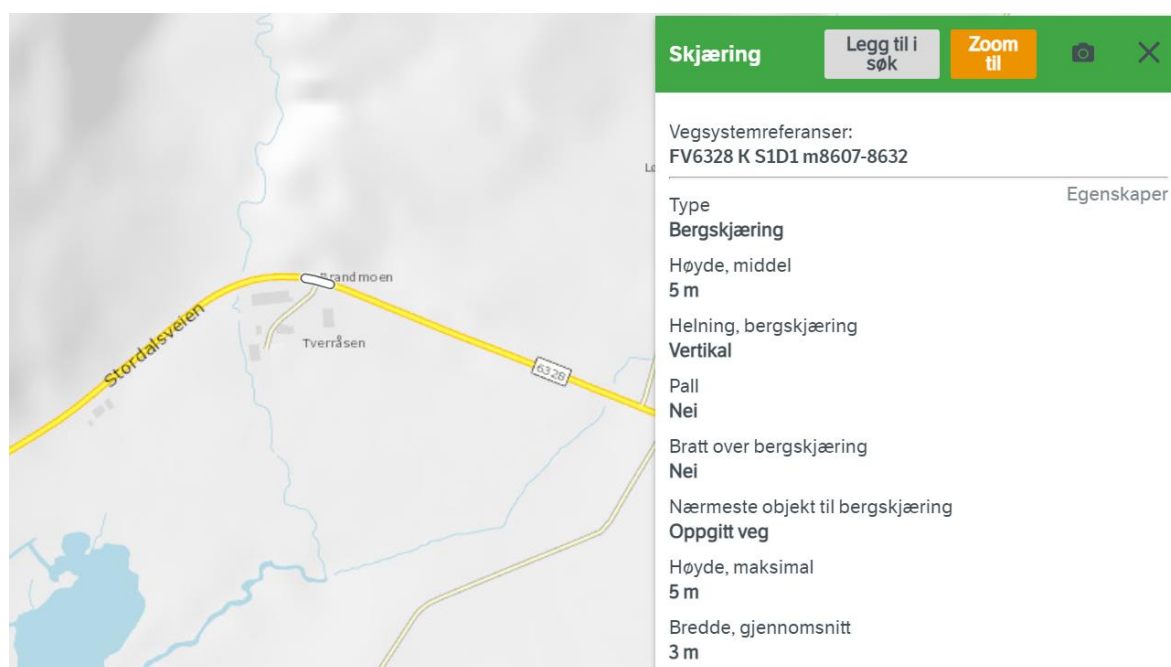 Skjæring
Legg til i
søk
Zoom
til
Vegsystemreferanser:
FV6328 K S1D1 m8607-8632
Egenskaper
Type
Bergskjæring
Høyde, middel
5 m
Helning, bergskjæring
Vertikal
Pall
Nei
Bratt over bergskjæring
Nei
Nærmeste objekt til bergskjæring
Oppgitt veg
Høyde, maksimal
5 m
Bredde, gjennomsnitt
3 m
Brandmoen
Tverråsen
Stordalsveien
6328